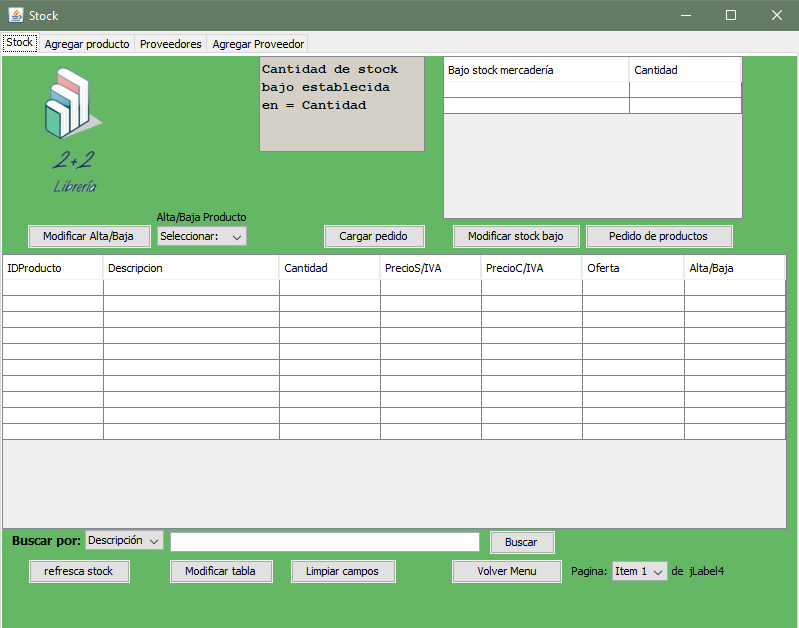 Stock
Stock Agregar producto Proveedores Agregar Proveedor
Cantidad de stock
bajo establecida
en = Cantidad
Bajo stock mercadería Cantidad
2+2
Librería
Alta/Baja Producto
Modificar Alta/Baja Seleccionar: Cargar pedido Modificar stock bajo Pedido de productos
IDProducto Descripcion Cantidad PrecioS/IVA PrecioC/IVA Oferta Alta/Baja
Buscar por: Descripción Buscar
refresca stock Modificar tabla Limpiar campos Volver Menu Pagina: Item 1 de jLabel4